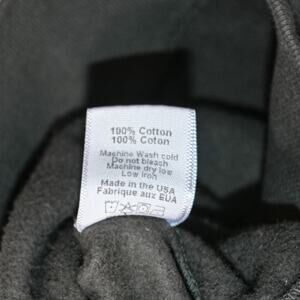 100% Cotton
100% Coton
Machine Wash cold
Do not bleach
Machine dry low
Low iron
Made in the USA
Fabrique aux EUA